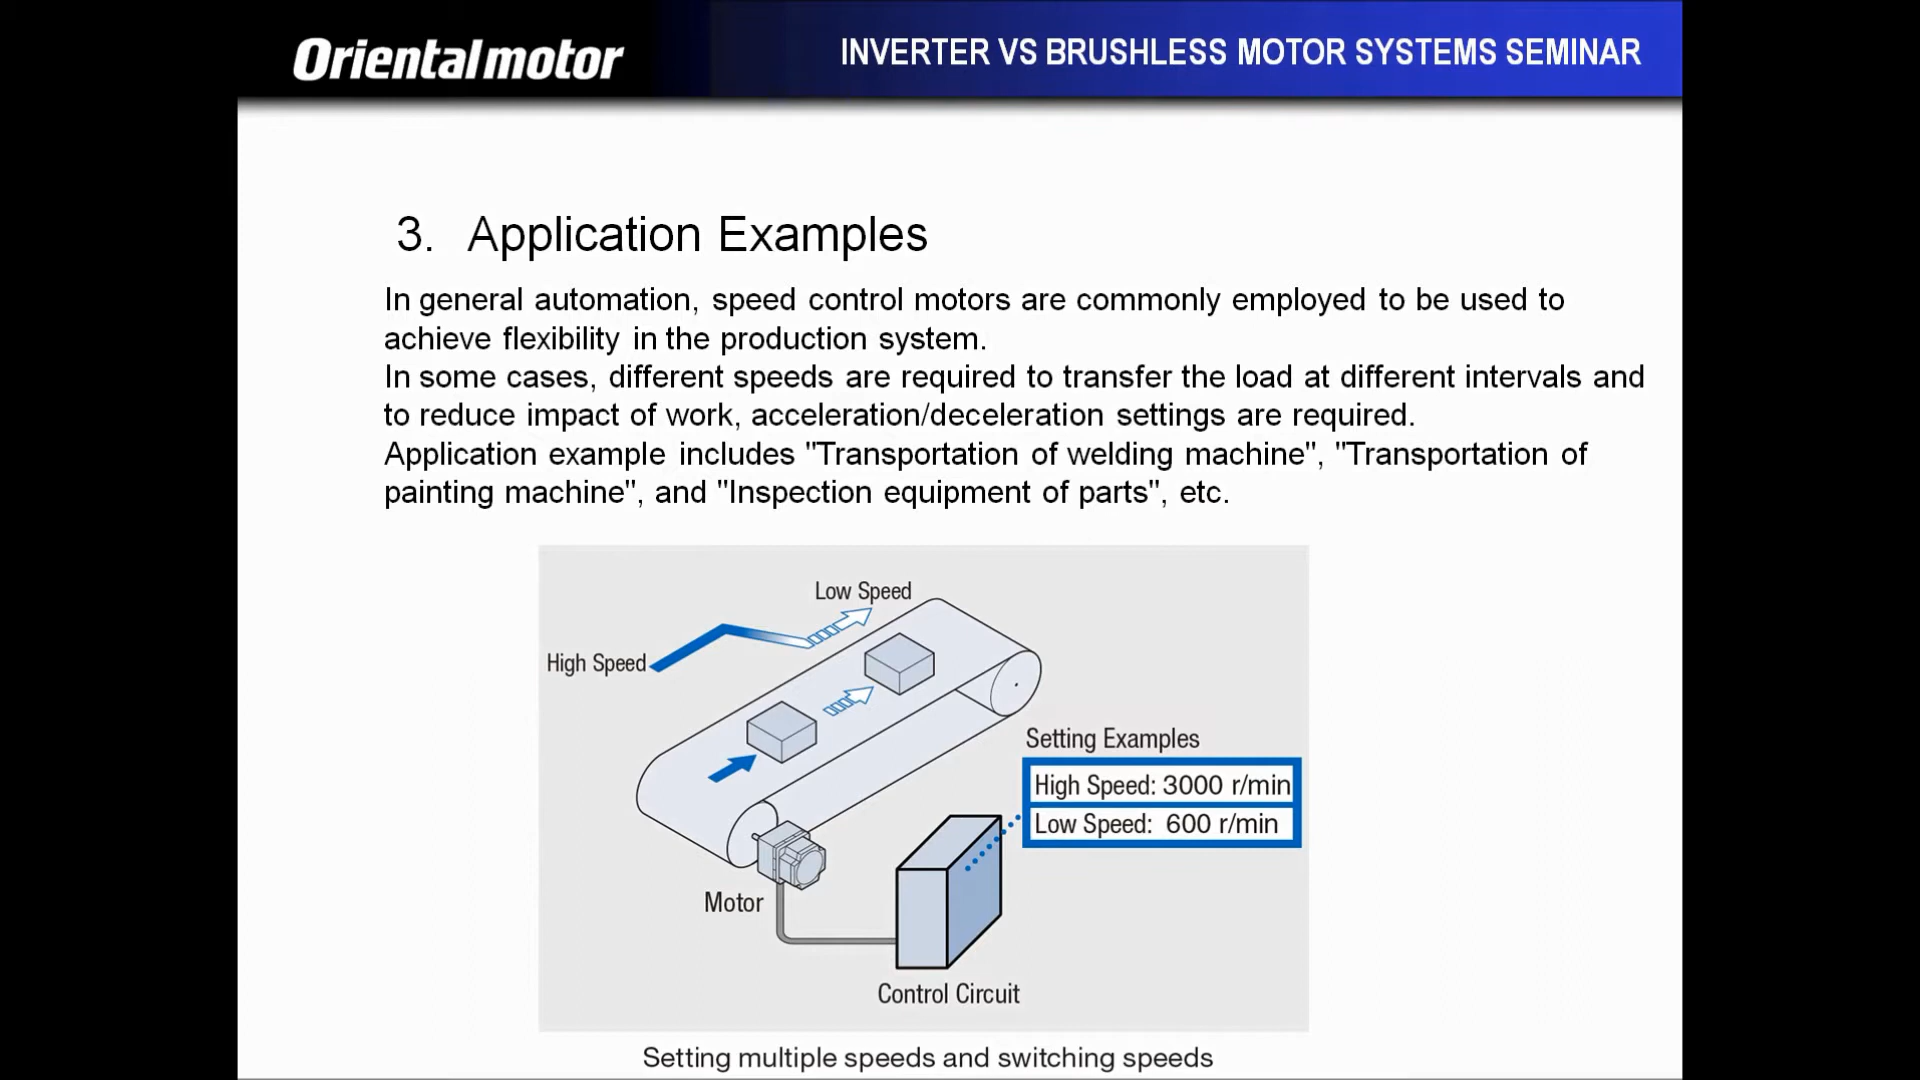 Orientalmotor
INVERTER VS BRUSHLESS MOTOR SYSTEMS SEMINAR
3. Application Examples
In general automation, speed control motors are commonly employed to be used to
achieve flexibility in the production system.
In some cases, different speeds are required to transfer the load at different intervals and
to reduce impact of work, acceleration/deceleration settings are required.
Application example includes "Transportation of welding machine", "Transportation of
painting machine", and "Inspection equipment of parts", etc.
Low Speed
High Speed
Setting Examples
High Speed: 3000 r/min
Low Speed: 600 r/min
Motor
Control Circuit
Setting multiple speeds and switching speeds